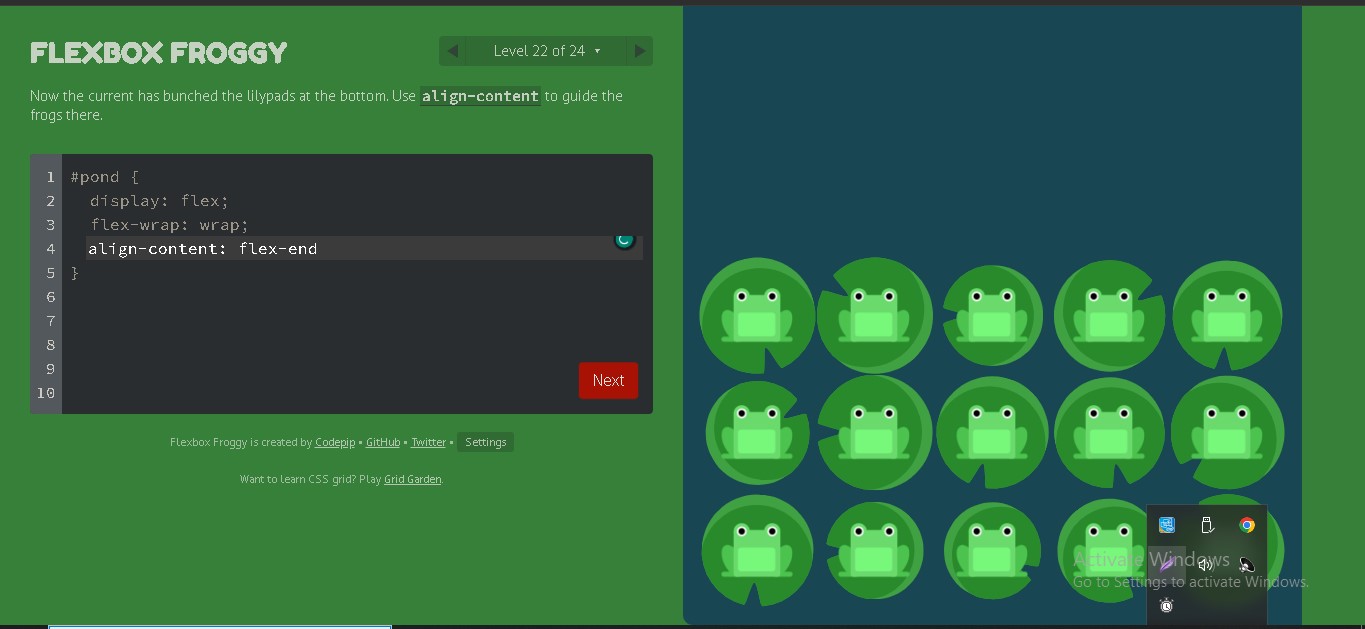 FLEXBOX FROGGY
Level 22 of 24
Now the current has bunched the lilypads at the bottom. Use align-content to guide the
frogs there.
1 #pond {
2 display: flex;
3 flex-wrap: wrap;
4 align-content: flex-end
5 }
6
7
8
9
10
Next
Flexbox Froggy is created by Codepip • GitHub • Twitter • Settings
Want to learn CSS grid? Play Grid Garden.
Activate Windows
Go to Settings to activate Windows.